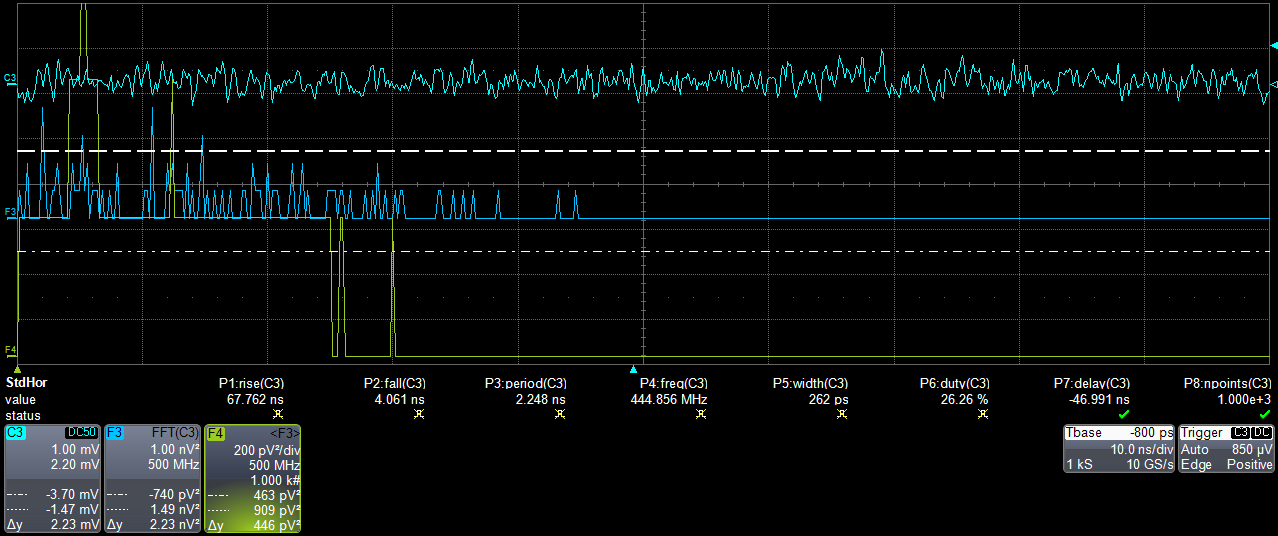 C3
F3
F4
StdHor P1:rise(C3) P2:fall(C3) P3:period(C3) P4:freq(C3) P5:width(C3) P6:duty(C3) P7:delay(C3) P8:npoints(C3)
value 67.762 ns 4.061 ns 2.248 ns 444.856 MHz 262 ps 26.26 % -46.991 ns 1.000e+3
status
C3 DC50
1.00 mV
2.20 mV
-3.70 mV
-1.47 mV
Δy 2.23 mV
F3 FFT(C3)
1.00 nV²
500 MHz
-740 pV²
1.49 nV²
Δy 2.23 nV²
F4 <F3>
200 pV²/div
500 MHz
1.000 k#
463 pV²
909 pV²
Δy 446 pV²
Tbase -800 ps
10.0 ns/div
1 kS 10 GS/s
Trigger C3 DC
Auto 850 µV
Edge Positive